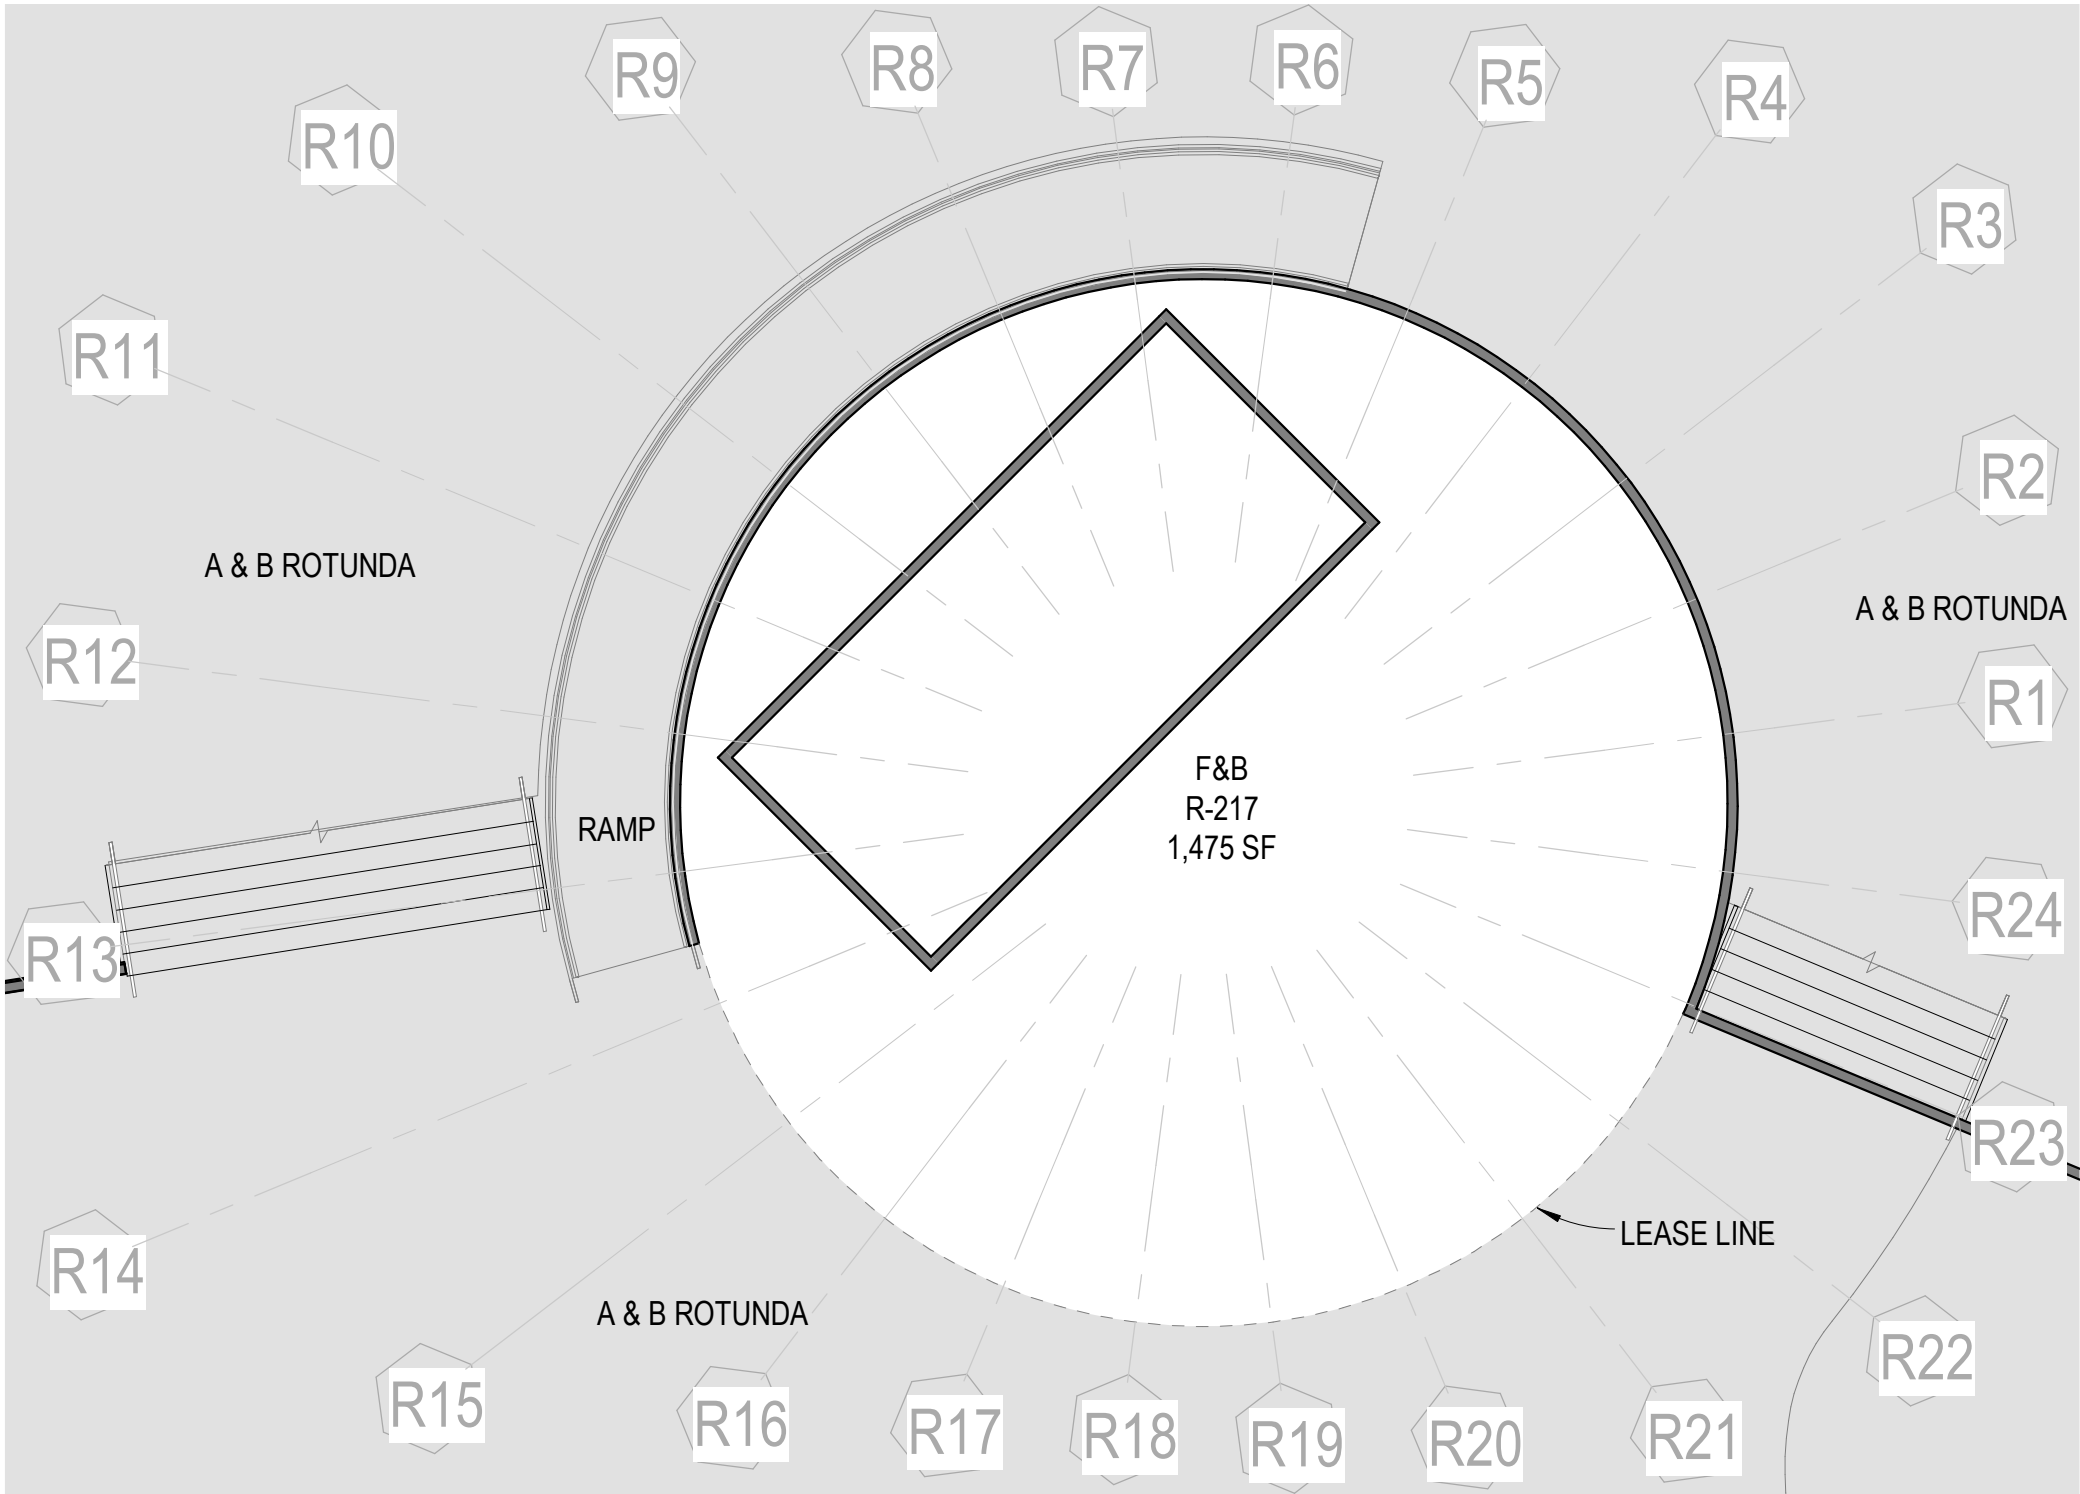 R9
R8
R7
R6
R5
R4
R10
R3
R11
R2
A & B ROTUNDA
A & B ROTUNDA
R12
R1
F&B
R-217
1,475 SF
RAMP
R24
R13
R23
LEASE LINE
R14
A & B ROTUNDA
R22
R15
R16
R17
R18
R19
R20
R21